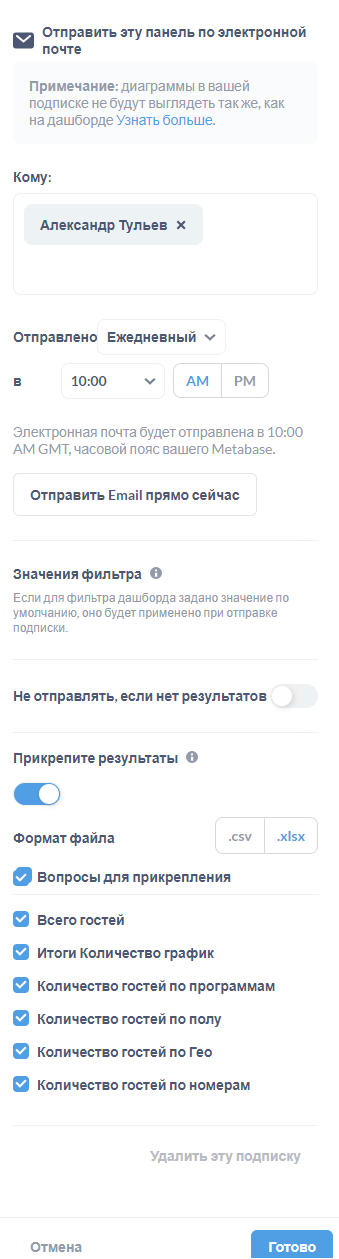 Отправить эту панель по электронной
почте
Примечание: диаграммы в вашей
подписке не будут выглядеть так же, как
на дашборде Узнать больше.
Кому:
Александр Тульев ×
Отправлено Ежедневный
в 10:00 AM PM
Электронная почта будет отправлена в 10:00
AM GMT, часовой пояс вашего Metabase.
Отправить Email прямо сейчас
Значения фильтра
Если для фильтра дашборда задано значение по
умолчанию, оно будет применено при отправке
подписки.
Не отправлять, если нет результатов
Прикрепите результаты
Формат файла .csv .xlsx
Вопросы для прикрепления
Всего гостей
Итоги Количество график
Количество гостей по программам
Количество гостей по полу
Количество гостей по Гео
Количество гостей по номерам
Удалить эту подписку
Отмена Готово